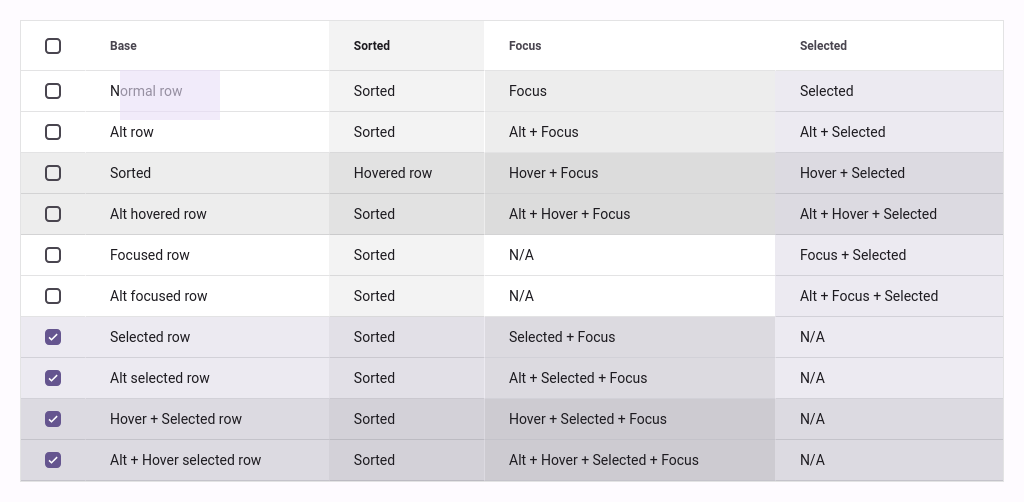 Base Sorted Focus Selected
Normal row Sorted Focus Selected
Alt row Sorted Alt + Focus Alt + Selected
Sorted Hovered row Hover + Focus Hover + Selected
Alt hovered row Sorted Alt + Hover + Focus Alt + Hover + Selected
Focused row Sorted N/A Focus + Selected
Alt focused row Sorted N/A Alt + Focus + Selected
Selected row Sorted Selected + Focus N/A
Alt selected row Sorted Alt + Selected + Focus N/A
Hover + Selected row Sorted Hover + Selected + Focus N/A
Alt + Hover selected row Sorted Alt + Hover + Selected + Focus N/A